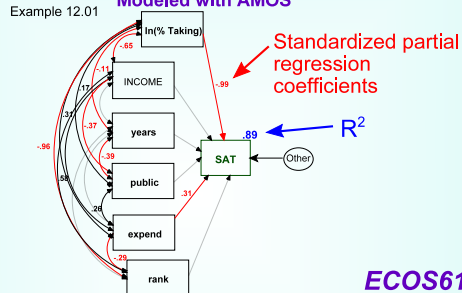 Modeled with AMOS
Example 12.01
ln(% Taking)
-.65
Standardized partial
regression
coefficients
-.11
INCOME
-.99
.17
.31
-.37
years
.89
R²
-.39
-.96
SAT
Other
.58
public
.31
.26
expend
-.29
rank
ECOS61